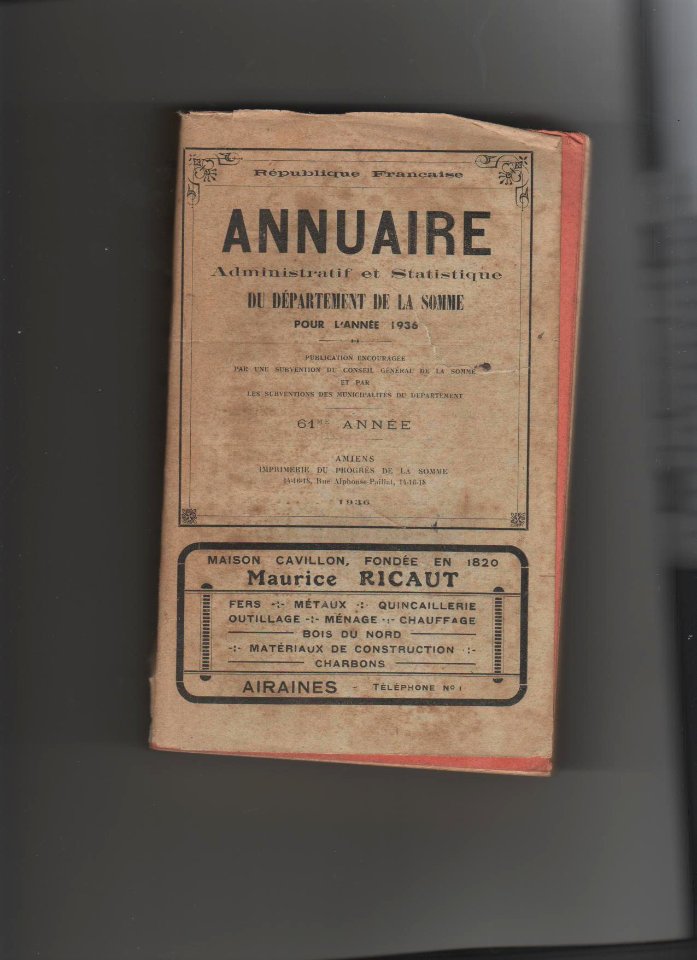 République Française
ANNUAIRE
Administratif et Statistique
DU DÉPARTEMENT DE LA SOMME
POUR L'ANNÉE 1936
PUBLICATION ENCOURAGÉE
PAR UNE SUBVENTION DU CONSEIL GÉNÉRAL DE LA SOMME
ET PAR
LES SUBVENTIONS DES MUNICIPALITÉS DU DÉPARTEMENT
61me ANNÉE
AMIENS
IMPRIMERIE DU PROGRÈS DE LA SOMME
14-16-18, Rue Alphonse-Paillat, 14-16-18
1936
MAISON CAVILLON, FONDÉE EN 1820
Maurice RICAUT
FERS -:- MÉTAUX -:- QUINCAILLERIE
OUTILLAGE -:- MÉNAGE -:- CHAUFFAGE
BOIS DU NORD
-:- MATÉRIAUX DE CONSTRUCTION -:-
CHARBONS
AIRAINES - TÉLÉPHONE No 1